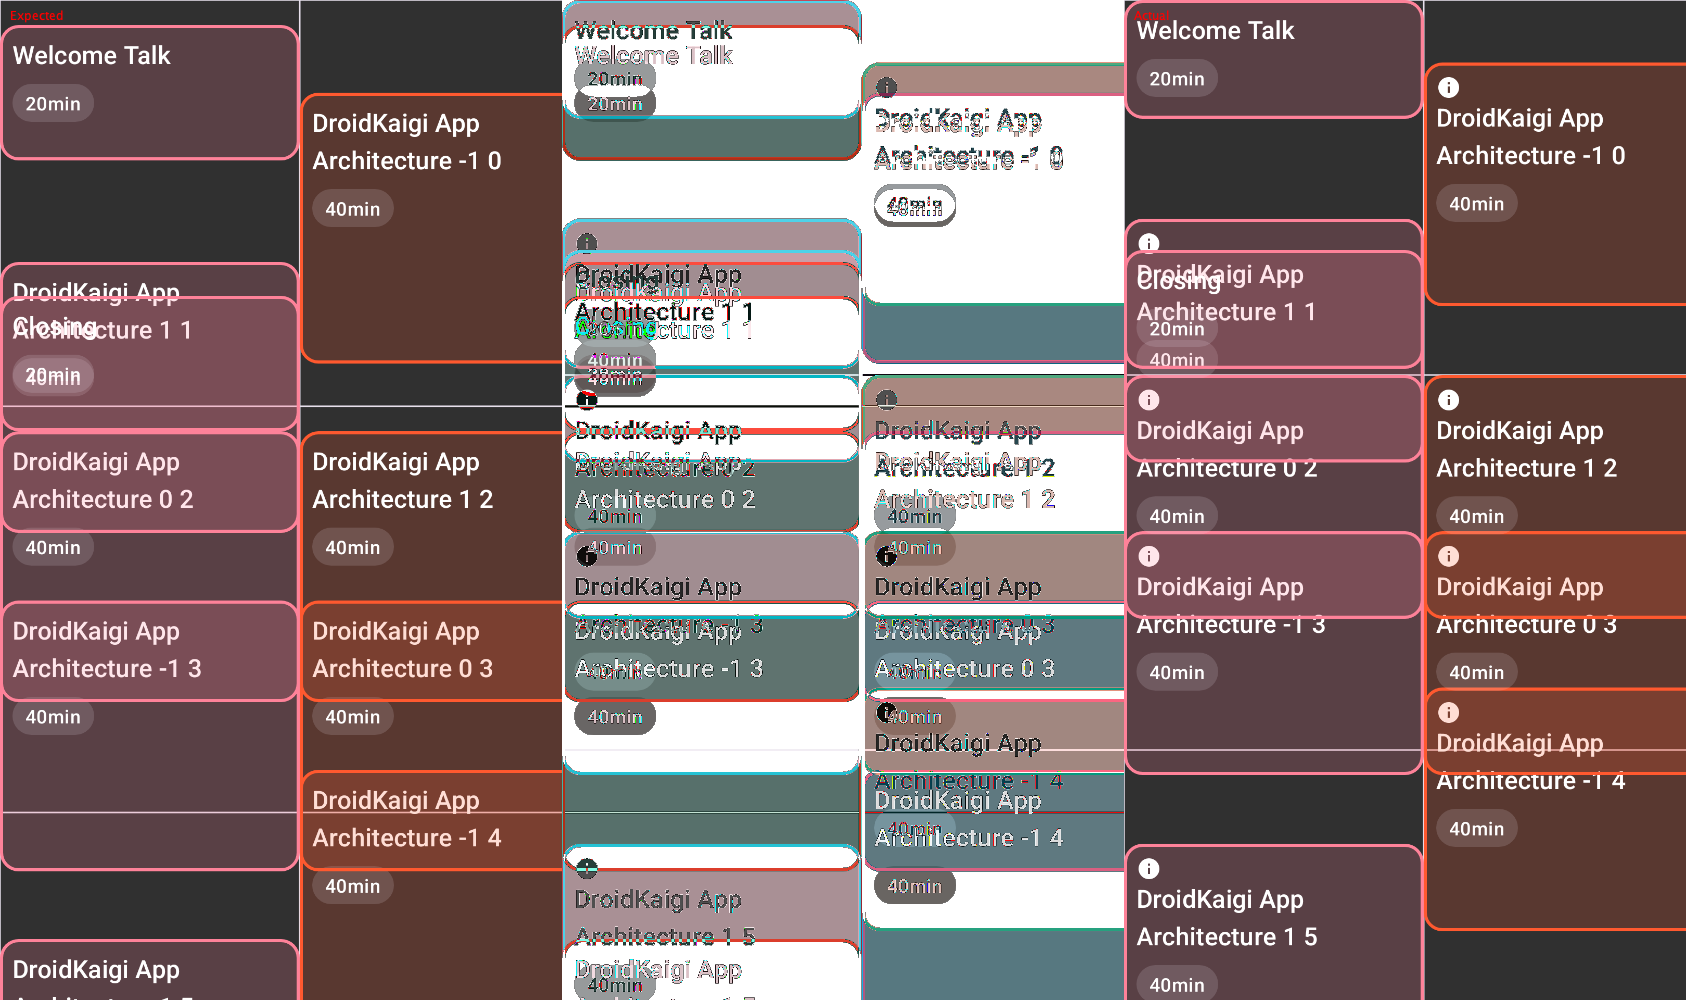 Expected
Welcome Talk
20min
DroidKaigi App
Architecture -1 0
40min
DroidKaigi App
Closing
Architecture 1 1
20min
40min
DroidKaigi App
Architecture 0 2
40min
DroidKaigi App
Architecture 1 2
40min
DroidKaigi App
Architecture -1 3
40min
DroidKaigi App
Architecture 0 3
40min
DroidKaigi App
Architecture -1 4
40min
DroidKaigi App
Welcome Talk
Welcome Talk
20min
20min
DroidKaigi App
Architecture -1 0
40min
DroidKaigi App
Closing
DroidKaigi App
Architecture 1 1
Architecture 1 1
40min
40min
DroidKaigi App
DroidKaigi App
Architecture 0 2
Architecture 0 2
40min
40min
DroidKaigi App
DroidKaigi App
Architecture 1 2
Architecture 1 2
40min
40min
DroidKaigi App
Architecture -1 3
DroidKaigi App
Architecture -1 3
40min
40min
DroidKaigi App
Architecture 0 3
DroidKaigi App
Architecture 0 3
40min
40min
DroidKaigi App
Architecture -1 4
DroidKaigi App
40min
Architecture -1 4
40min
DroidKaigi App
Architecture 1 5
DroidKaigi App
40min
Actual
Welcome Talk
20min
DroidKaigi App
Architecture -1 0
40min
DroidKaigi App
Closing
Architecture 1 1
20min
40min
DroidKaigi App
Architecture 0 2
40min
DroidKaigi App
Architecture 1 2
40min
DroidKaigi App
Architecture -1 3
40min
DroidKaigi App
Architecture 0 3
40min
DroidKaigi App
Architecture -1 4
40min
DroidKaigi App
Architecture 1 5
40min